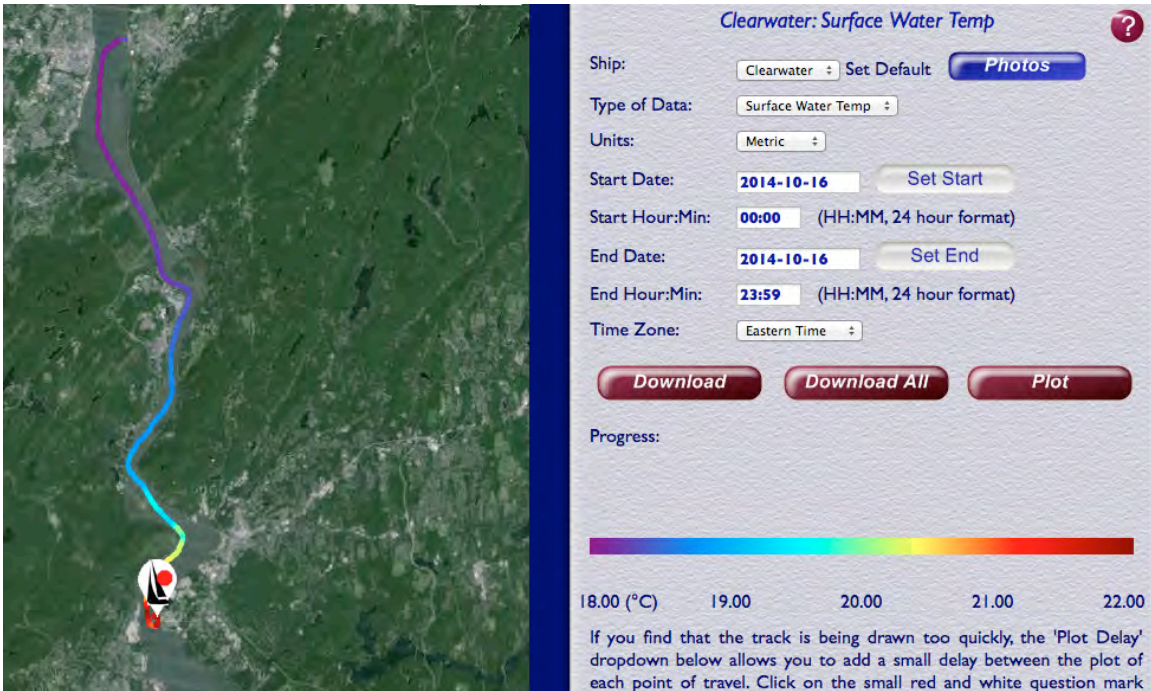 Clearwater: Surface Water Temp
?
Ship: Clearwater Set Default Photos
Type of Data: Surface Water Temp
Units: Metric
Start Date: 2014-10-16 Set Start
Start Hour:Min: 00:00 (HH:MM, 24 hour format)
End Date: 2014-10-16 Set End
End Hour:Min: 23:59 (HH:MM, 24 hour format)
Time Zone: Eastern Time
Download Download All Plot
Progress:
18.00 (°C) 19.00 20.00 21.00 22.00
If you find that the track is being drawn too quickly, the 'Plot Delay'
dropdown below allows you to add a small delay between the plot of
each point of travel. Click on the small red and white question mark